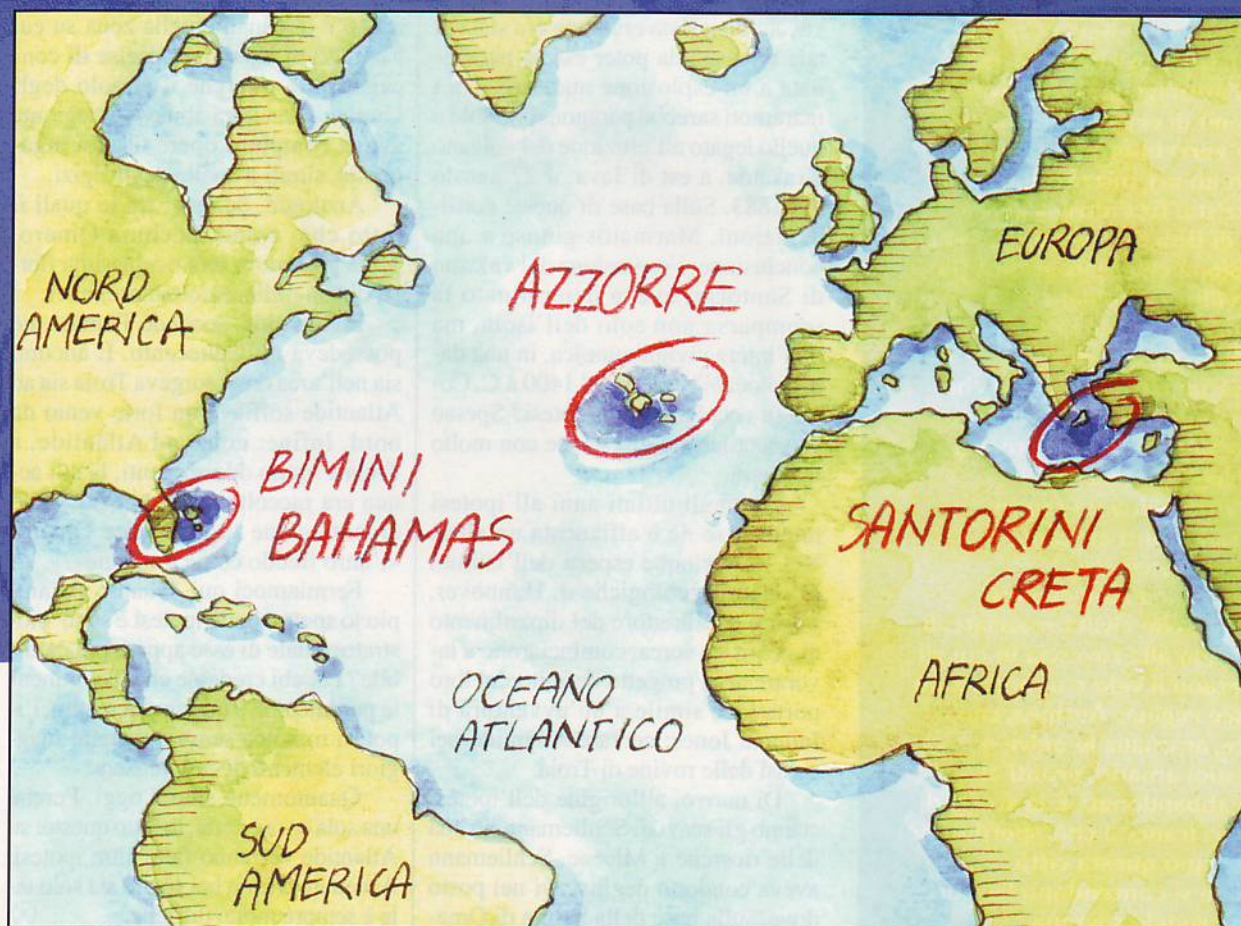 NORD
AMERICA
AZZORRE
EUROPA
BIMINI
BAHAMAS
SANTORINI
CRETA
OCEANO
ATLANTICO
AFRICA
SUD
AMERICA